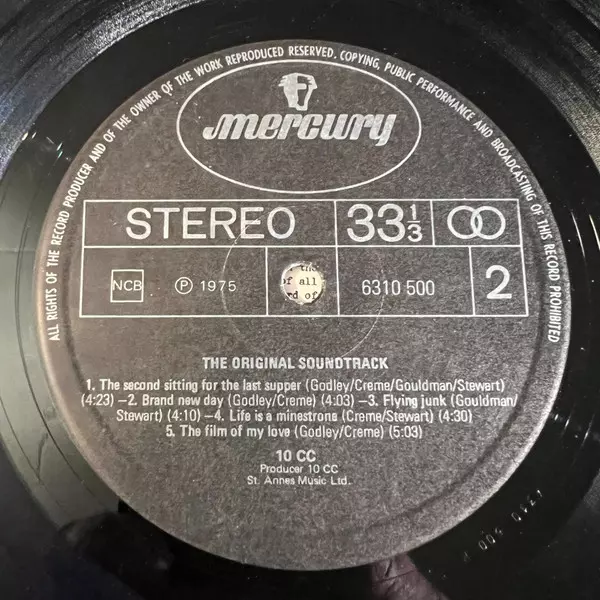 ALL RIGHTS OF THE RECORD PRODUCER AND OF THE OWNER OF THE WORK REPRODUCED RESERVED. COPYING, PUBLIC PERFORMANCE AND BROADCASTING OF THIS RECORD PROHIBITED
mercury
STEREO 33 1/3
NCB Ⓟ 1975 6310 500 2
of all
THE ORIGINAL SOUNDTRACK
1. The second sitting for the last supper (Godley/Creme/Gouldman/Stewart)
(4:23) –2. Brand new day (Godley/Creme) (4:03) –3. Flying junk (Gouldman/
Stewart) (4:10) –4. Life is a minestrone (Creme/Stewart) (4:30)
5. The film of my love (Godley/Creme) (5:03)
10 CC
Producer 10 CC
St. Annes Music Ltd.